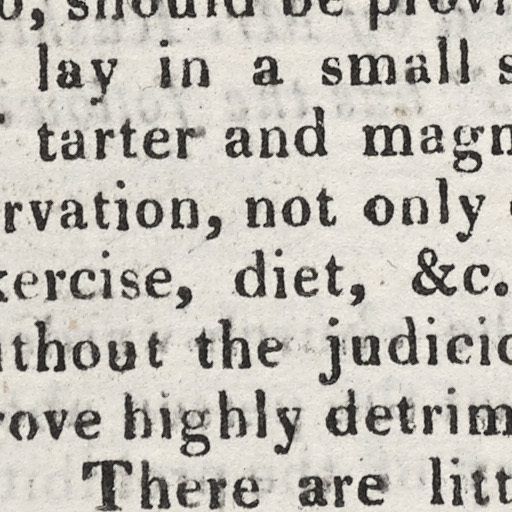 o, should be provi
lay in a small s
tarter and magn
rvation, not only
xercise, diet, &c.
ithout the judicio
rove highly detrim
There are litt